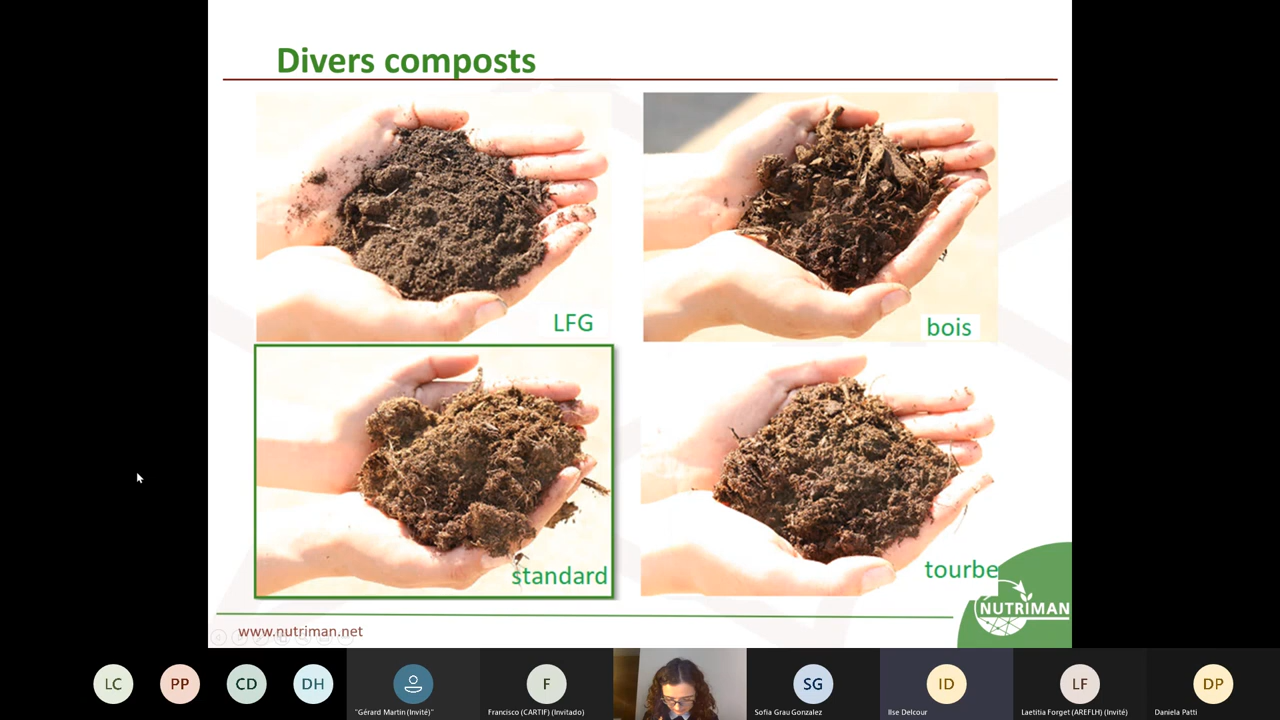 Divers composts
LFG
bois
standard
tourbe
NUTRIMAN
www.nutriman.net
LC
PP
CD
DH
F
SG
ID
LF
DP
"Gérard Martin (Invité)"
Francisco (CARTIF) (Invitado)
Sofia Grau Gonzalez
Ilse Delcour
Laetitia Forget (AREFLH) (Invité)
Daniela Patti